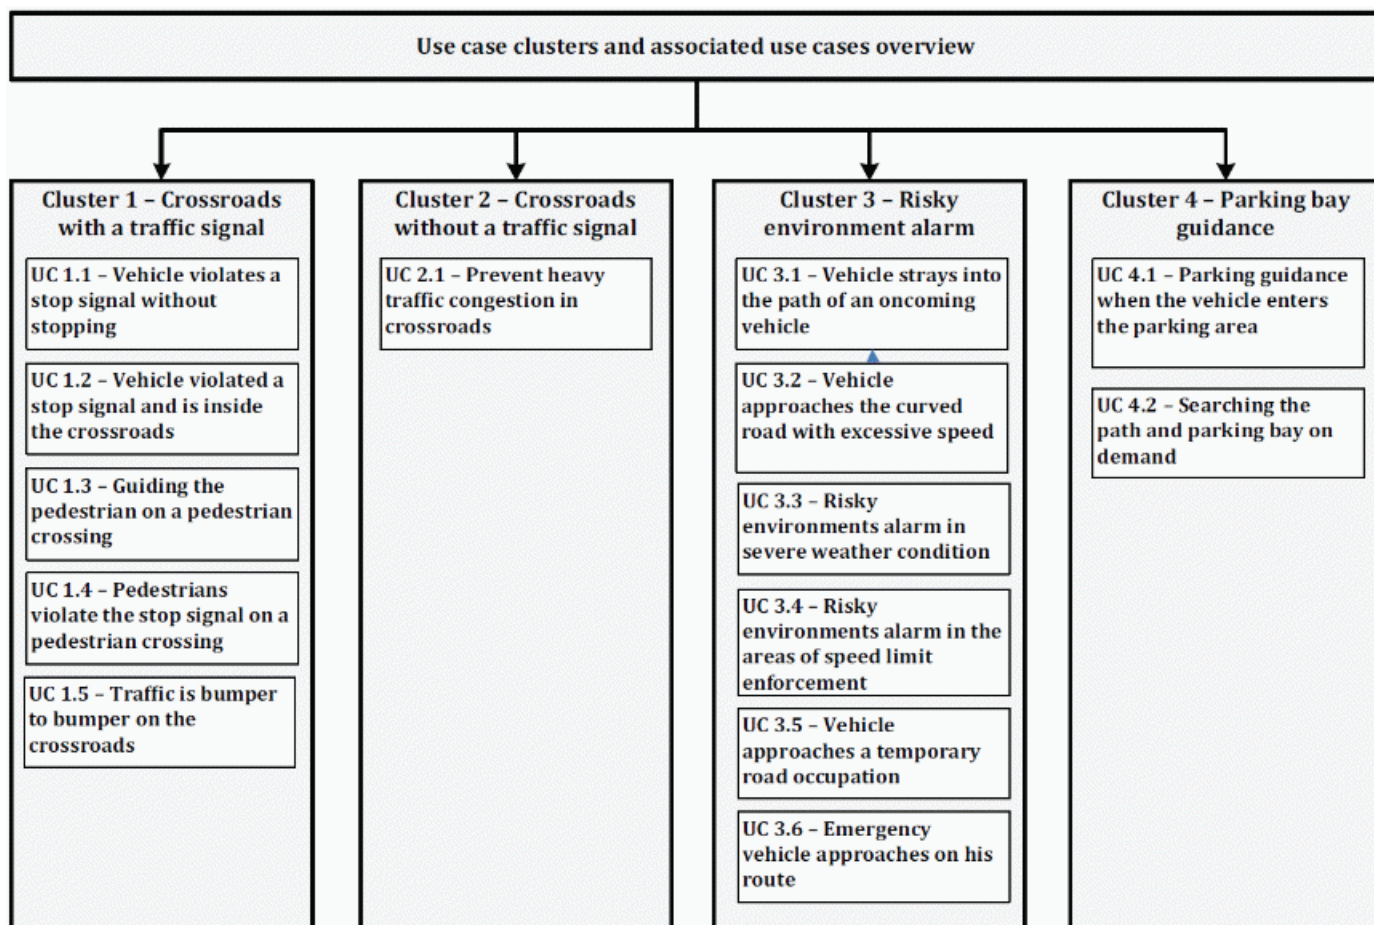 Use case clusters and associated use cases overview
Cluster 1 – Crossroads
with a traffic signal
UC 1.1 – Vehicle violates a
stop signal without
stopping
UC 1.2 – Vehicle violated a
stop signal and is inside
the crossroads
UC 1.3 – Guiding the
pedestrian on a pedestrian
crossing
UC 1.4 – Pedestrians
violate the stop signal on a
pedestrian crossing
UC 1.5 – Traffic is bumper
to bumper on the
crossroads
Cluster 2 – Crossroads
without a traffic signal
UC 2.1 – Prevent heavy
traffic congestion in
crossroads
Cluster 3 – Risky
environment alarm
UC 3.1 – Vehicle strays into
the path of an oncoming
vehicle
UC 3.2 – Vehicle
approaches the curved
road with excessive speed
UC 3.3 – Risky
environments alarm in
severe weather condition
UC 3.4 – Risky
environments alarm in the
areas of speed limit
enforcement
UC 3.5 – Vehicle
approaches a temporary
road occupation
UC 3.6 – Emergency
vehicle approaches on his
route
Cluster 4 – Parking bay
guidance
UC 4.1 – Parking guidance
when the vehicle enters
the parking area
UC 4.2 – Searching the
path and parking bay on
demand